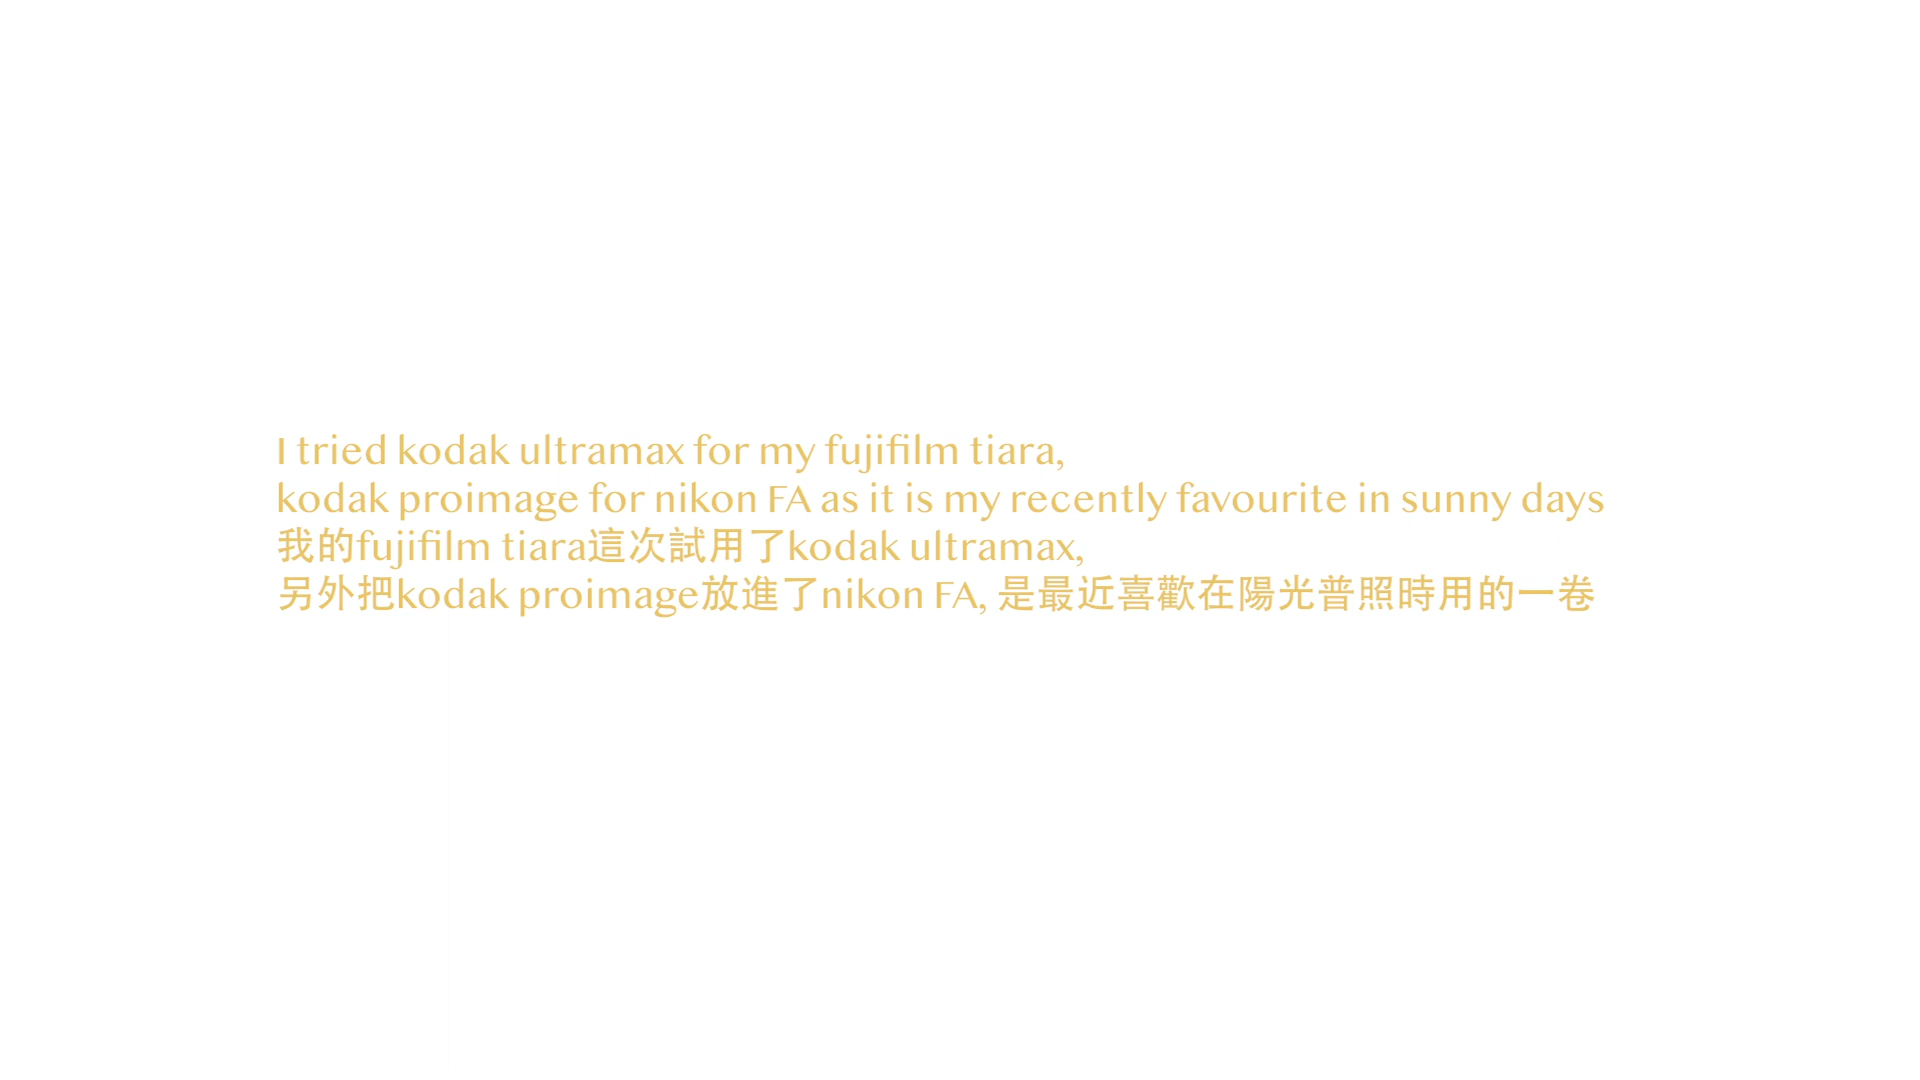 I tried kodak ultramax for my fujifilm tiara,
kodak proimage for nikon FA as it is my recently favourite in sunny days
我的fujifilm tiara這次試用了kodak ultramax,
另外把kodak proimage放進了nikon FA, 是最近喜歡在陽光普照時用的一卷